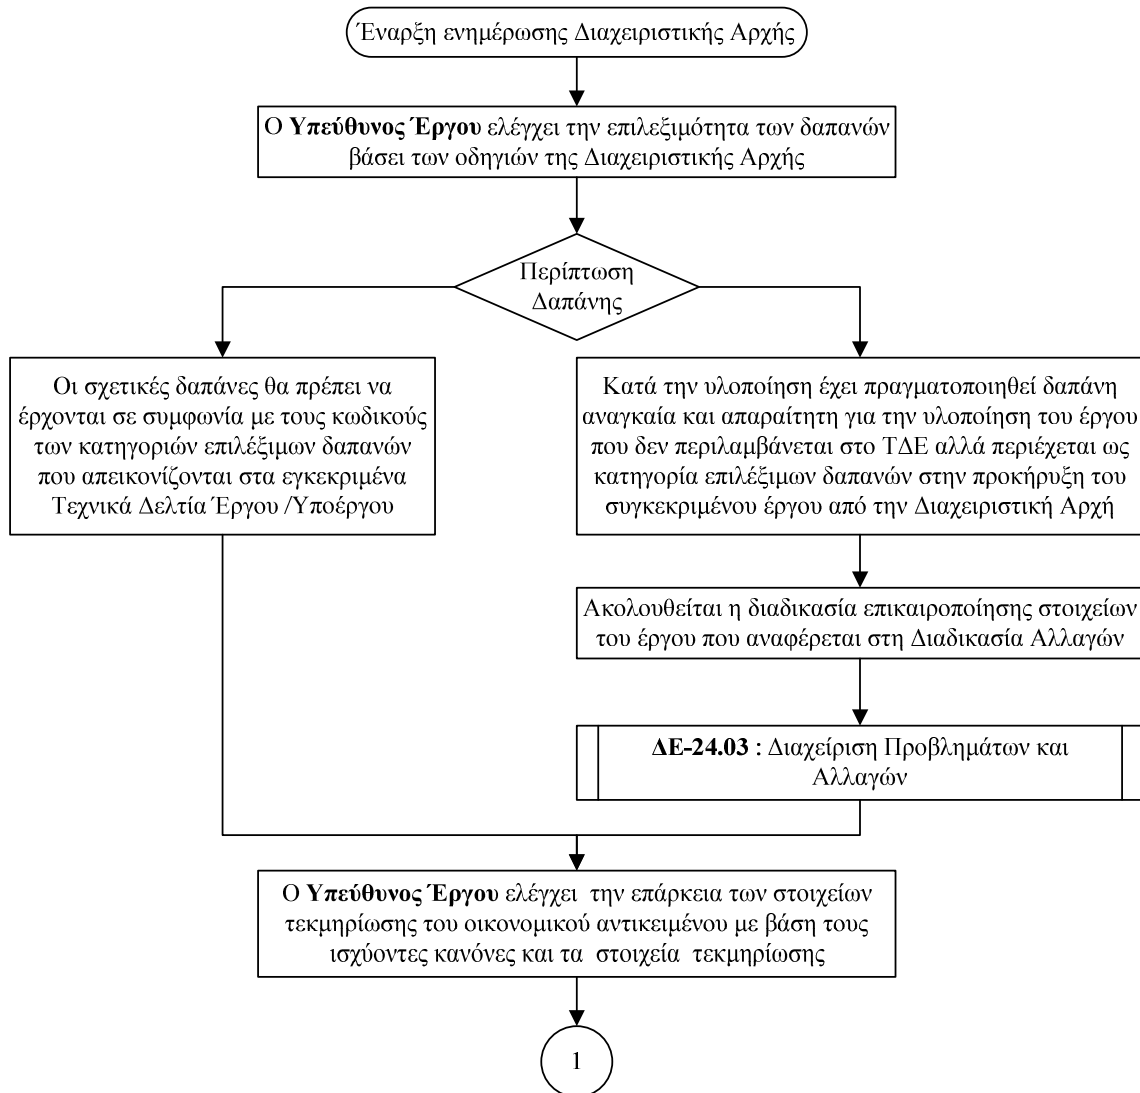 Έναρξη ενημέρωσης Διαχειριστικής Αρχής
Ο Υπεύθυνος Έργου ελέγχει την επιλεξιμότητα των δαπανών
βάσει των οδηγιών της Διαχειριστικής Αρχής
Περίπτωση
Δαπάνης
Οι σχετικές δαπάνες θα πρέπει να
έρχονται σε συμφωνία με τους κωδικούς
των κατηγοριών επιλέξιμων δαπανών
που απεικονίζονται στα εγκεκριμένα
Τεχνικά Δελτία Έργου /Υποέργου
Κατά την υλοποίηση έχει πραγματοποιηθεί δαπάνη
αναγκαία και απαραίτητη για την υλοποίηση του έργου
που δεν περιλαμβάνεται στο ΤΔΕ αλλά περιέχεται ως
κατηγορία επιλέξιμων δαπανών στην προκήρυξη του
συγκεκριμένου έργου από την Διαχειριστική Αρχή
Ακολουθείται η διαδικασία επικαιροποίησης στοιχείων
του έργου που αναφέρεται στη Διαδικασία Αλλαγών
ΔΕ-24.03 : Διαχείριση Προβλημάτων και
Αλλαγών
Ο Υπεύθυνος Έργου ελέγχει την επάρκεια των στοιχείων
τεκμηρίωσης του οικονομικού αντικειμένου με βάση τους
ισχύοντες κανόνες και τα στοιχεία τεκμηρίωσης
1